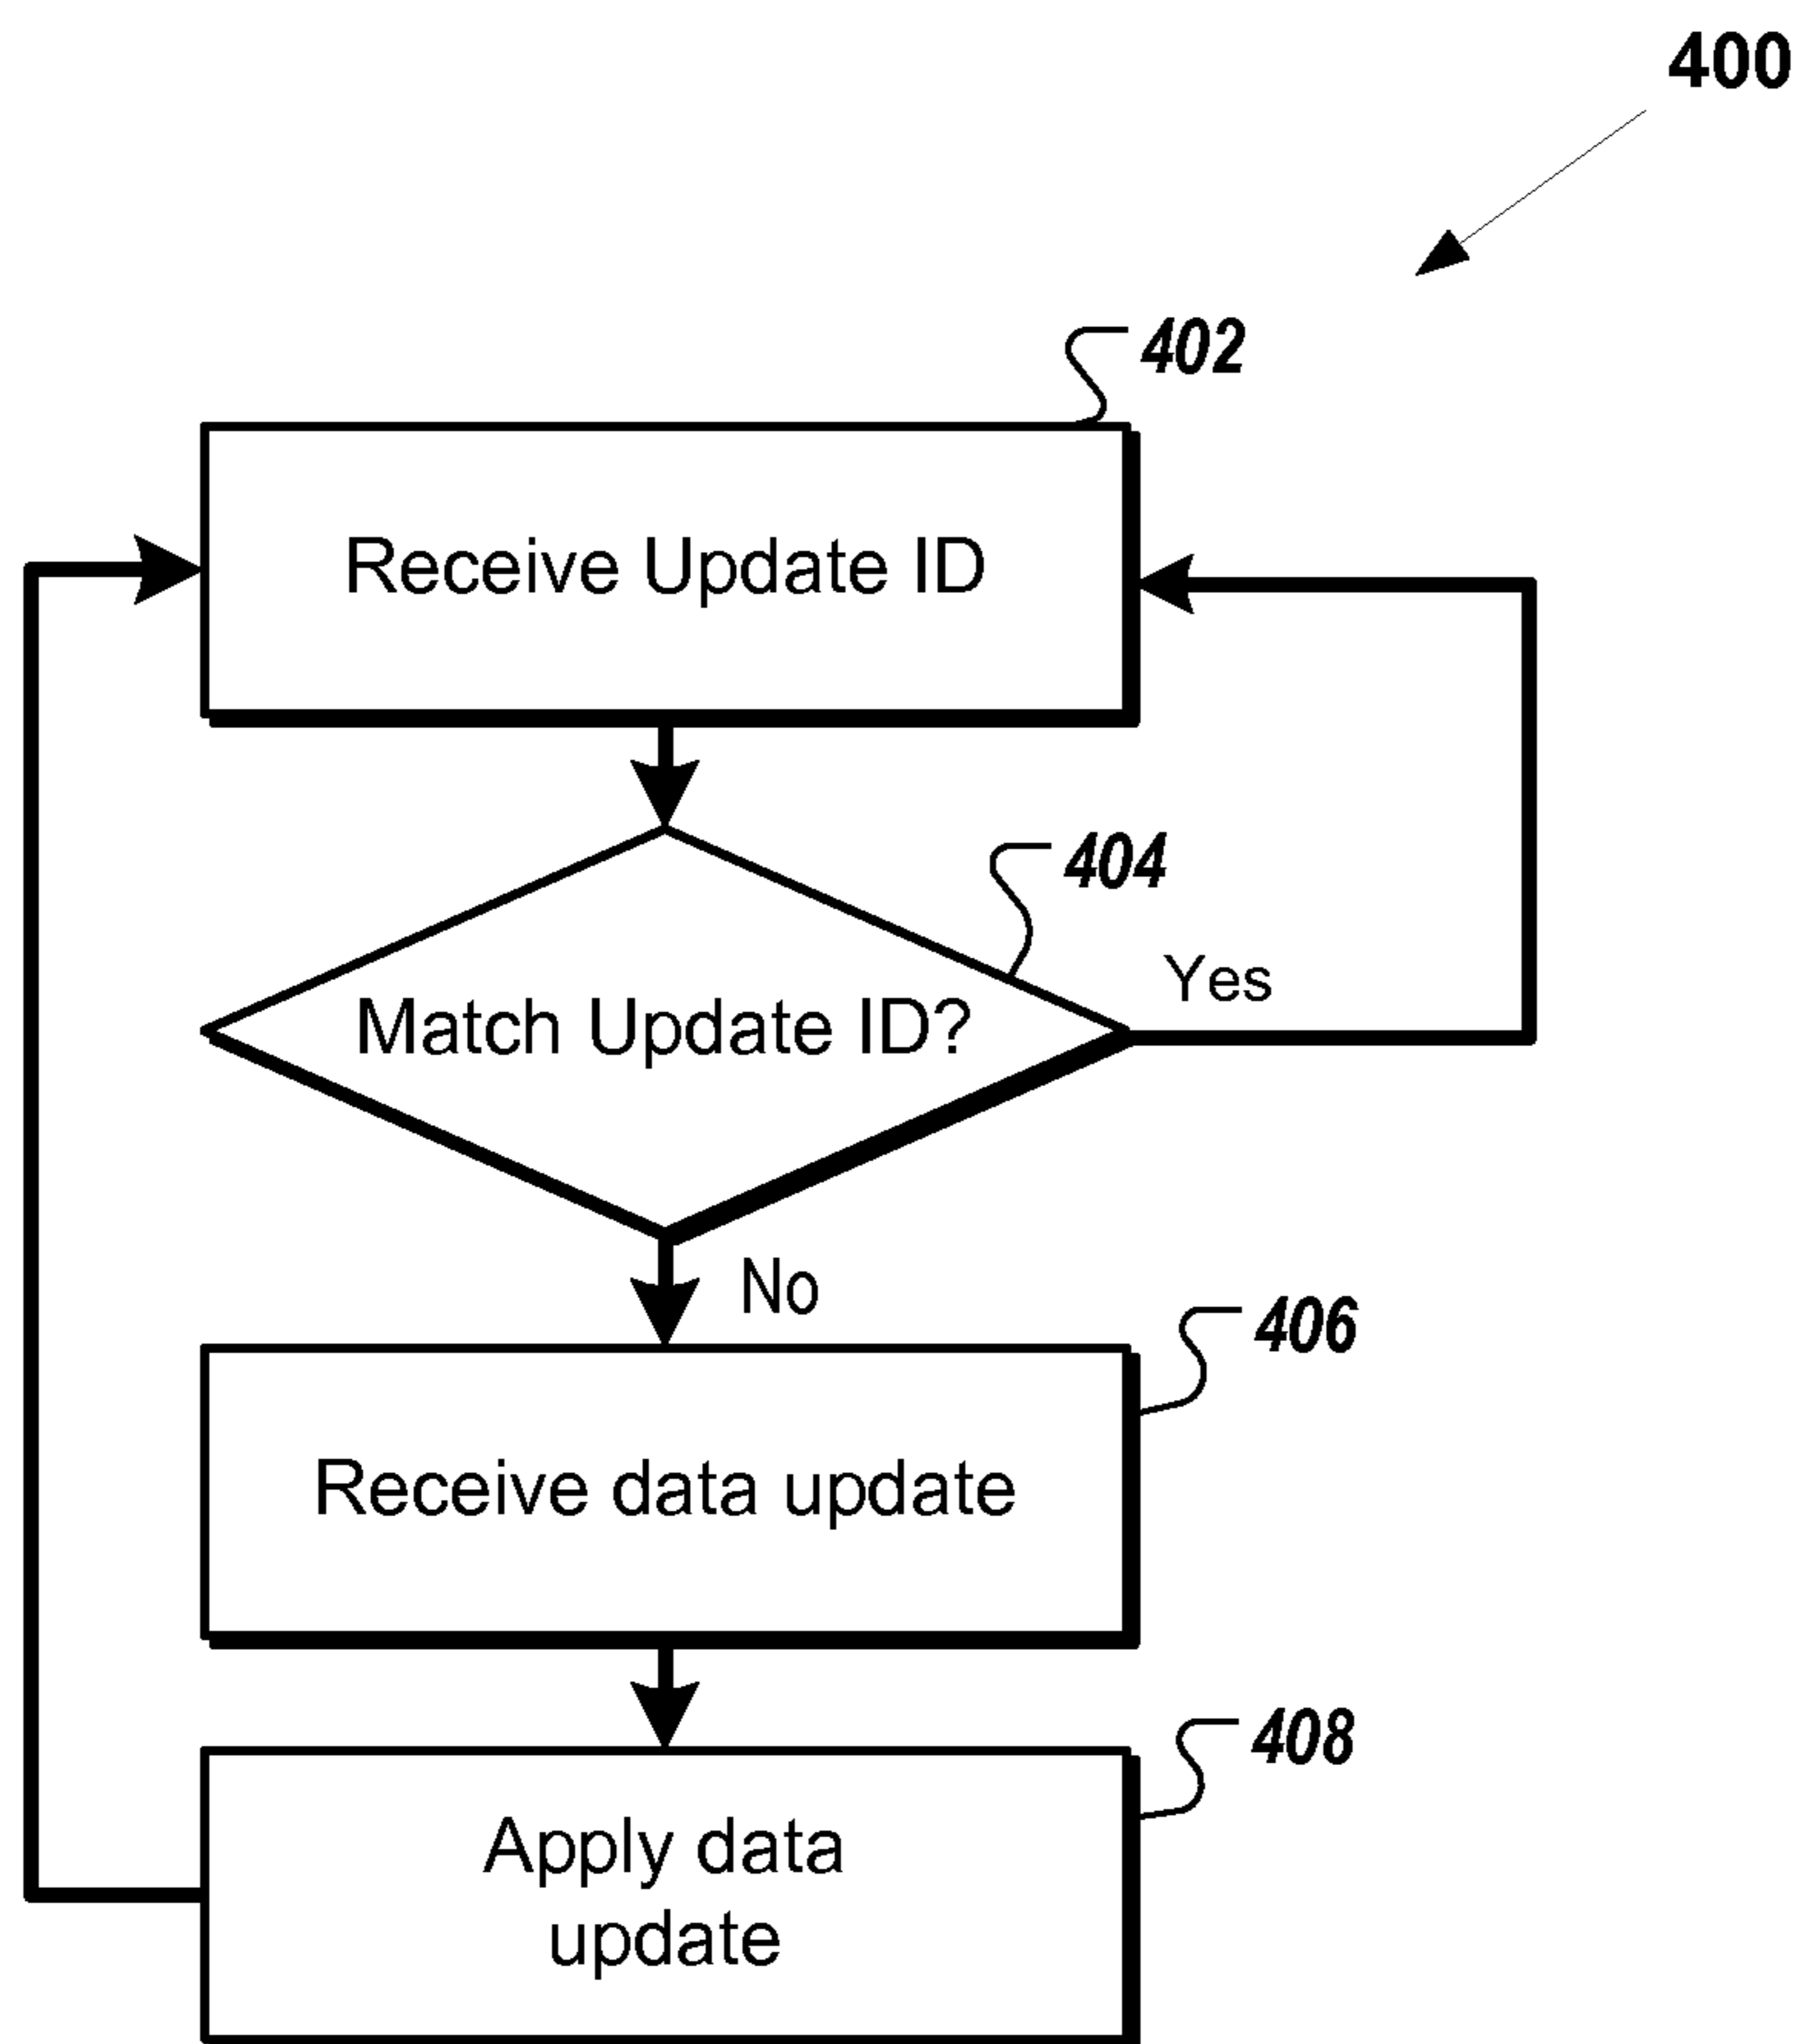 400
402
Receive Update ID
404
Match Update ID?
Yes
No
406
Receive data update
408
Apply data
update